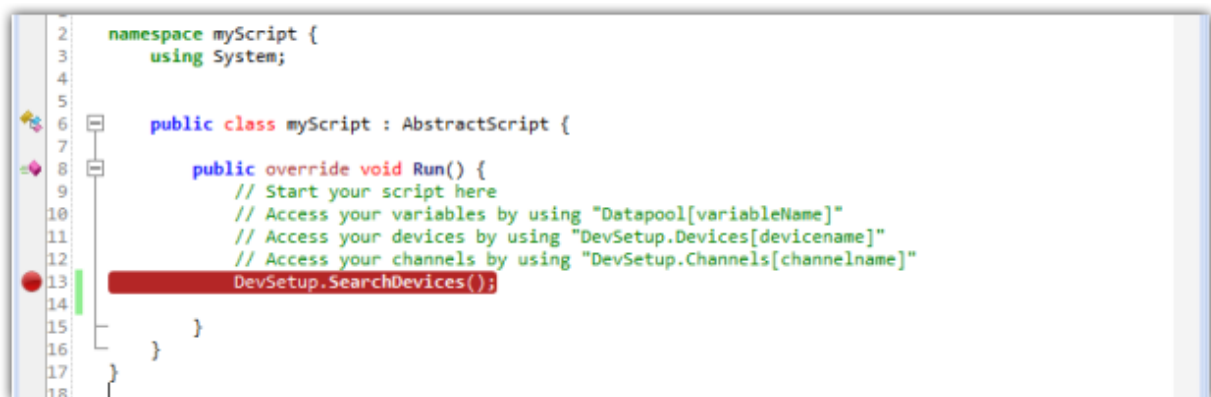 2 namespace myScript {
3 using System;
4
5
6 public class myScript : AbstractScript {
7
8 public override void Run() {
9 // Start your script here
10 // Access your variables by using "Datapool[variableName]"
11 // Access your devices by using "DevSetup.Devices[devicename]"
12 // Access your channels by using "DevSetup.Channels[channelname]"
13 DevSetup.SearchDevices();
14
15 }
16 }
17 }
18